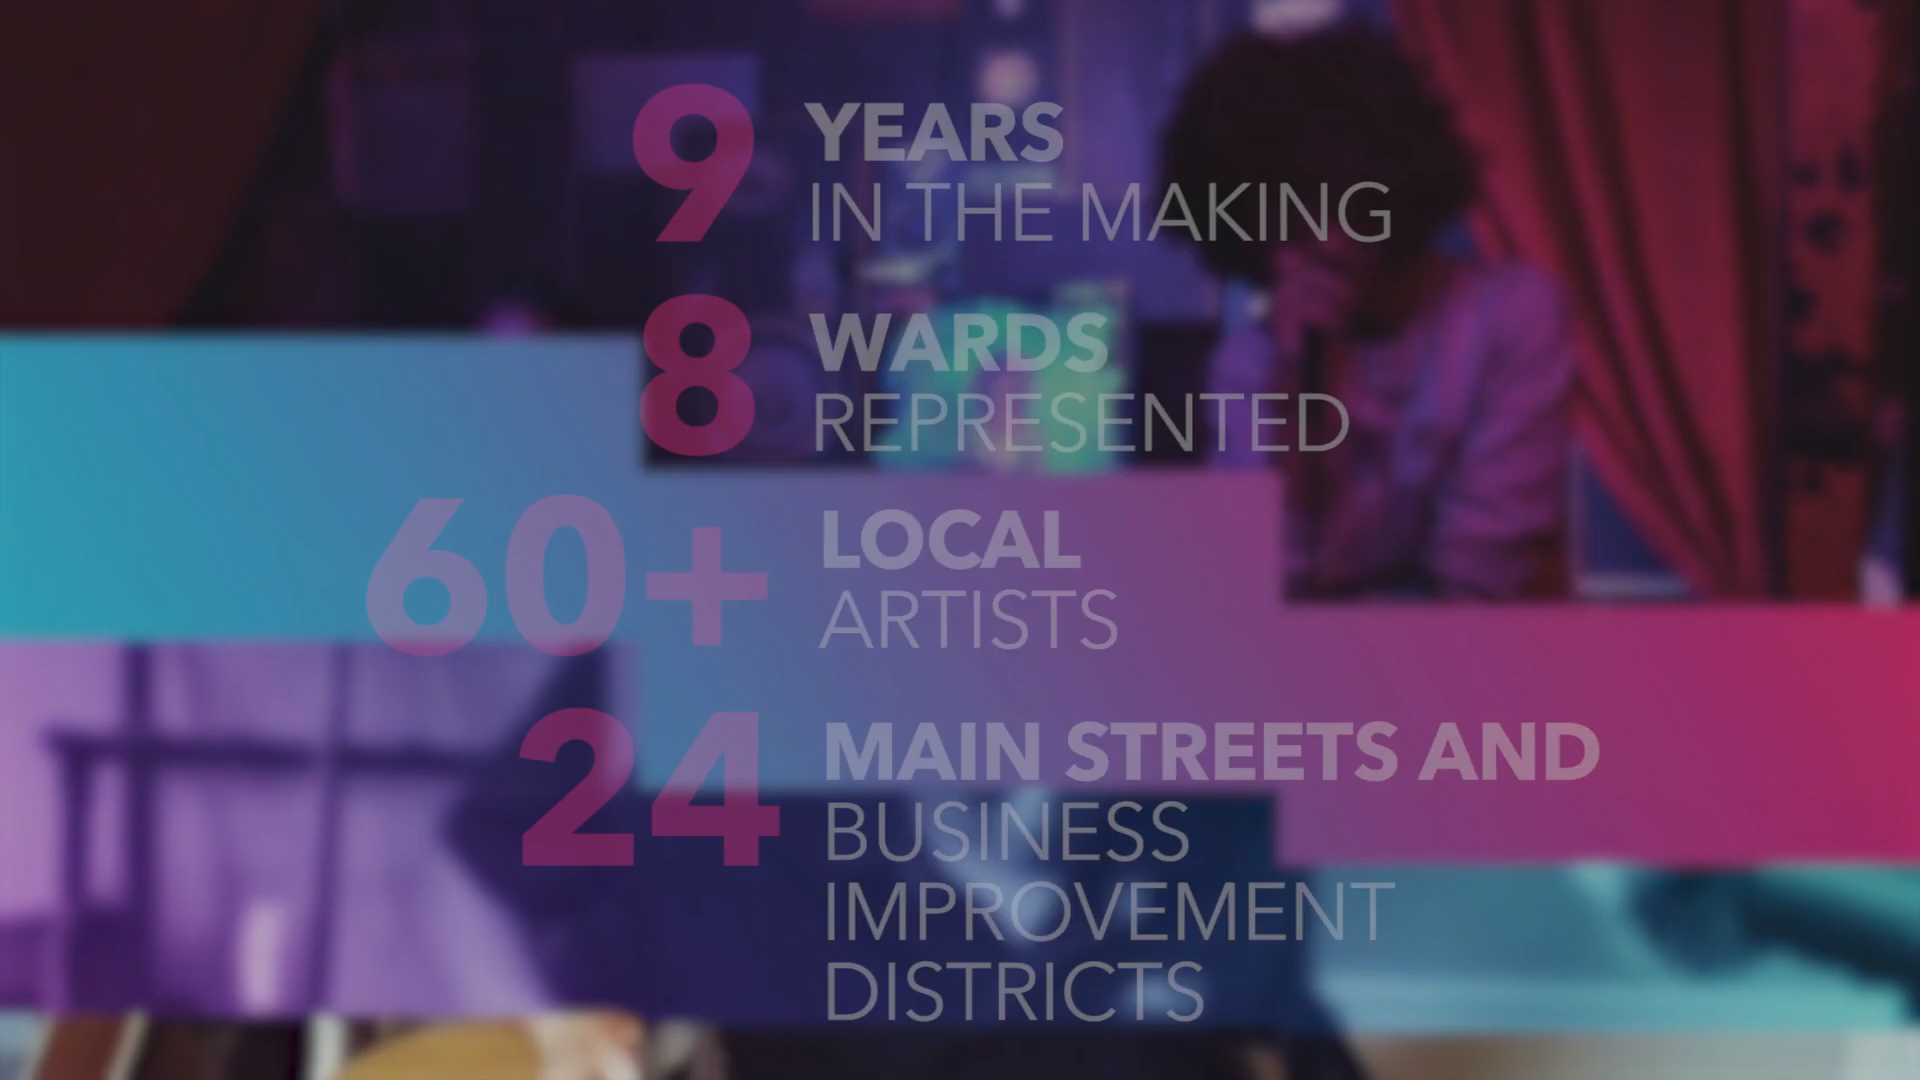 9 YEARS
IN THE MAKING
8 WARDS
REPRESENTED
60+ LOCAL
ARTISTS
24 MAIN STREETS AND
BUSINESS
IMPROVEMENT
DISTRICTS